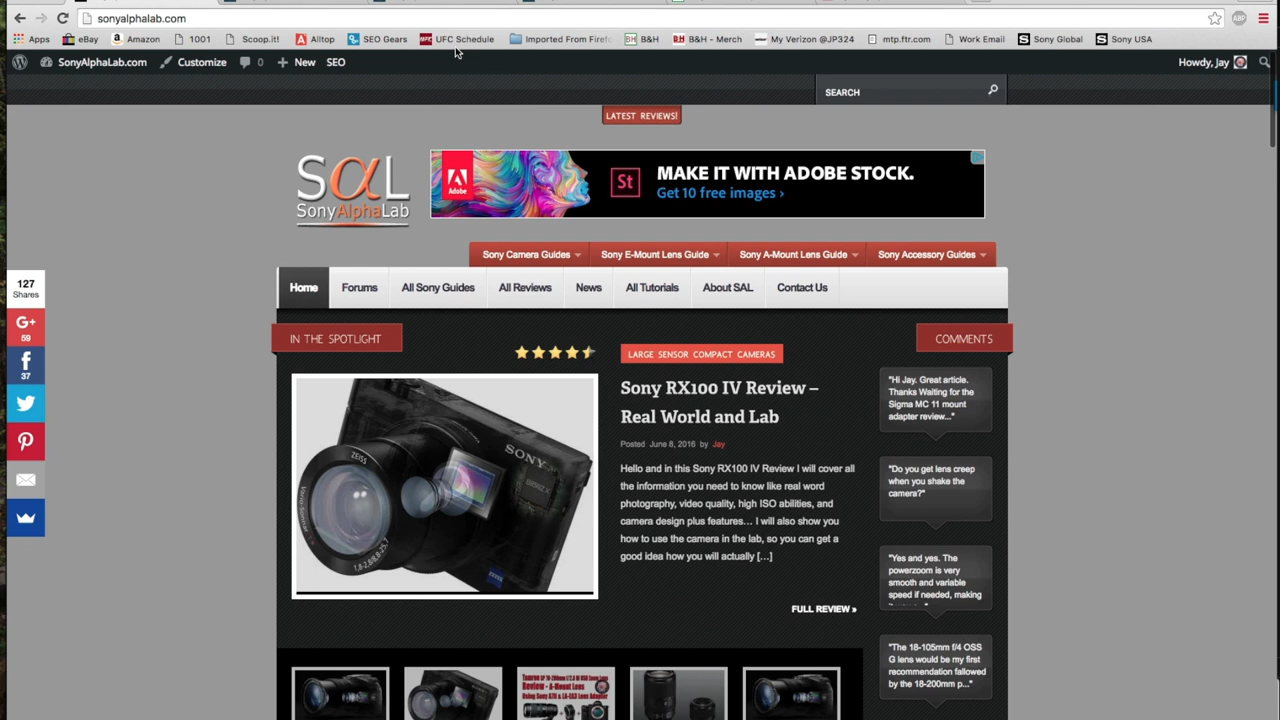 sonyalphalab.com
Apps eBay Amazon 1001 Scoop.it! Alltop SEO Gears UFC Schedule Imported From Firef B&H B&H - Merch My Verizon @JP324 mtp.ftr.com Work Email Sony Global Sony USA
SonyAlphaLab.com Customize 0 New SEO Howdy, Jay
SEARCH
LATEST REVIEWS!
SαL
SonyAlphaLab
Adobe
St
MAKE IT WITH ADOBE STOCK.
Get 10 free images ›
Sony Camera Guides Sony E-Mount Lens Guide Sony A-Mount Lens Guide Sony Accessory Guides
Home Forums All Sony Guides All Reviews News All Tutorials About SAL Contact Us
127
Shares
G+
59
f
37
IN THE SPOTLIGHT
LARGE SENSOR COMPACT CAMERAS
Sony RX100 IV Review –
Real World and Lab
Posted June 8, 2016 by Jay
Hello and in this Sony RX100 IV Review I will cover all
the information you need to know like real word
photography, video quality, high ISO abilities, and
camera design plus features… I will also show you
how to use the camera in the lab, so you can get a
good idea how you will actually […]
FULL REVIEW »
SONY
ZEISS
ZEISS
COMMENTS
"Hi Jay. Great article.
Thanks Waiting for the
Sigma MC 11 mount
adapter review..."
"Do you get lens creep
when you shake the
camera?"
"Yes and yes. The
powerzoom is very
smooth and variable
speed if needed, making
"The 18-105mm f/4 OSS
G lens would be my first
recommendation followed
by the 18-200mm p..."